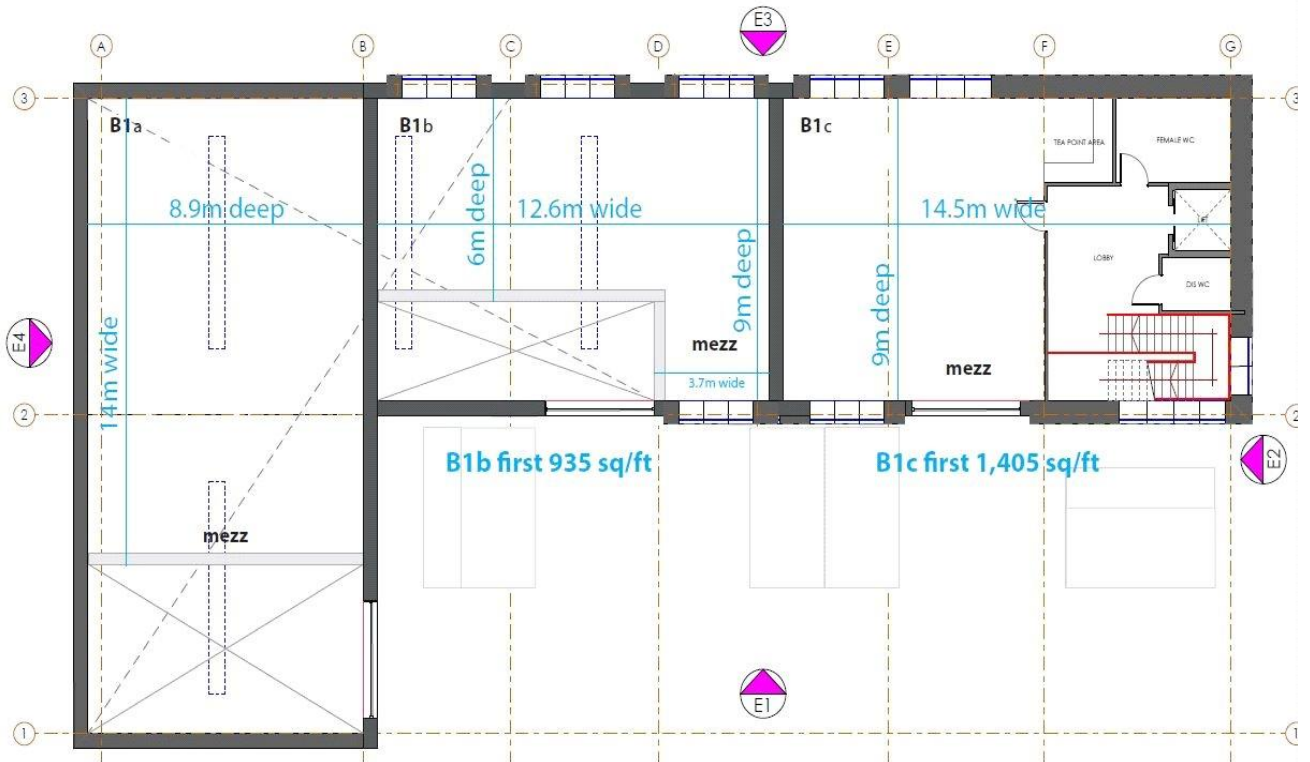 E3
A
B
C
D
E
F
G
3
3
B1a
B1b
B1c
TEA POINT AREA
FEMALE WC
8.9m deep
12.6m wide
14.5m wide
6m deep
LIFT
LOBBY
9m deep
9m deep
DIS WC
E4
14m wide
mezz
mezz
3.7m wide
2
2
B1b first 935 sq/ft
B1c first 1,405 sq/ft
E2
mezz
E1
1
1